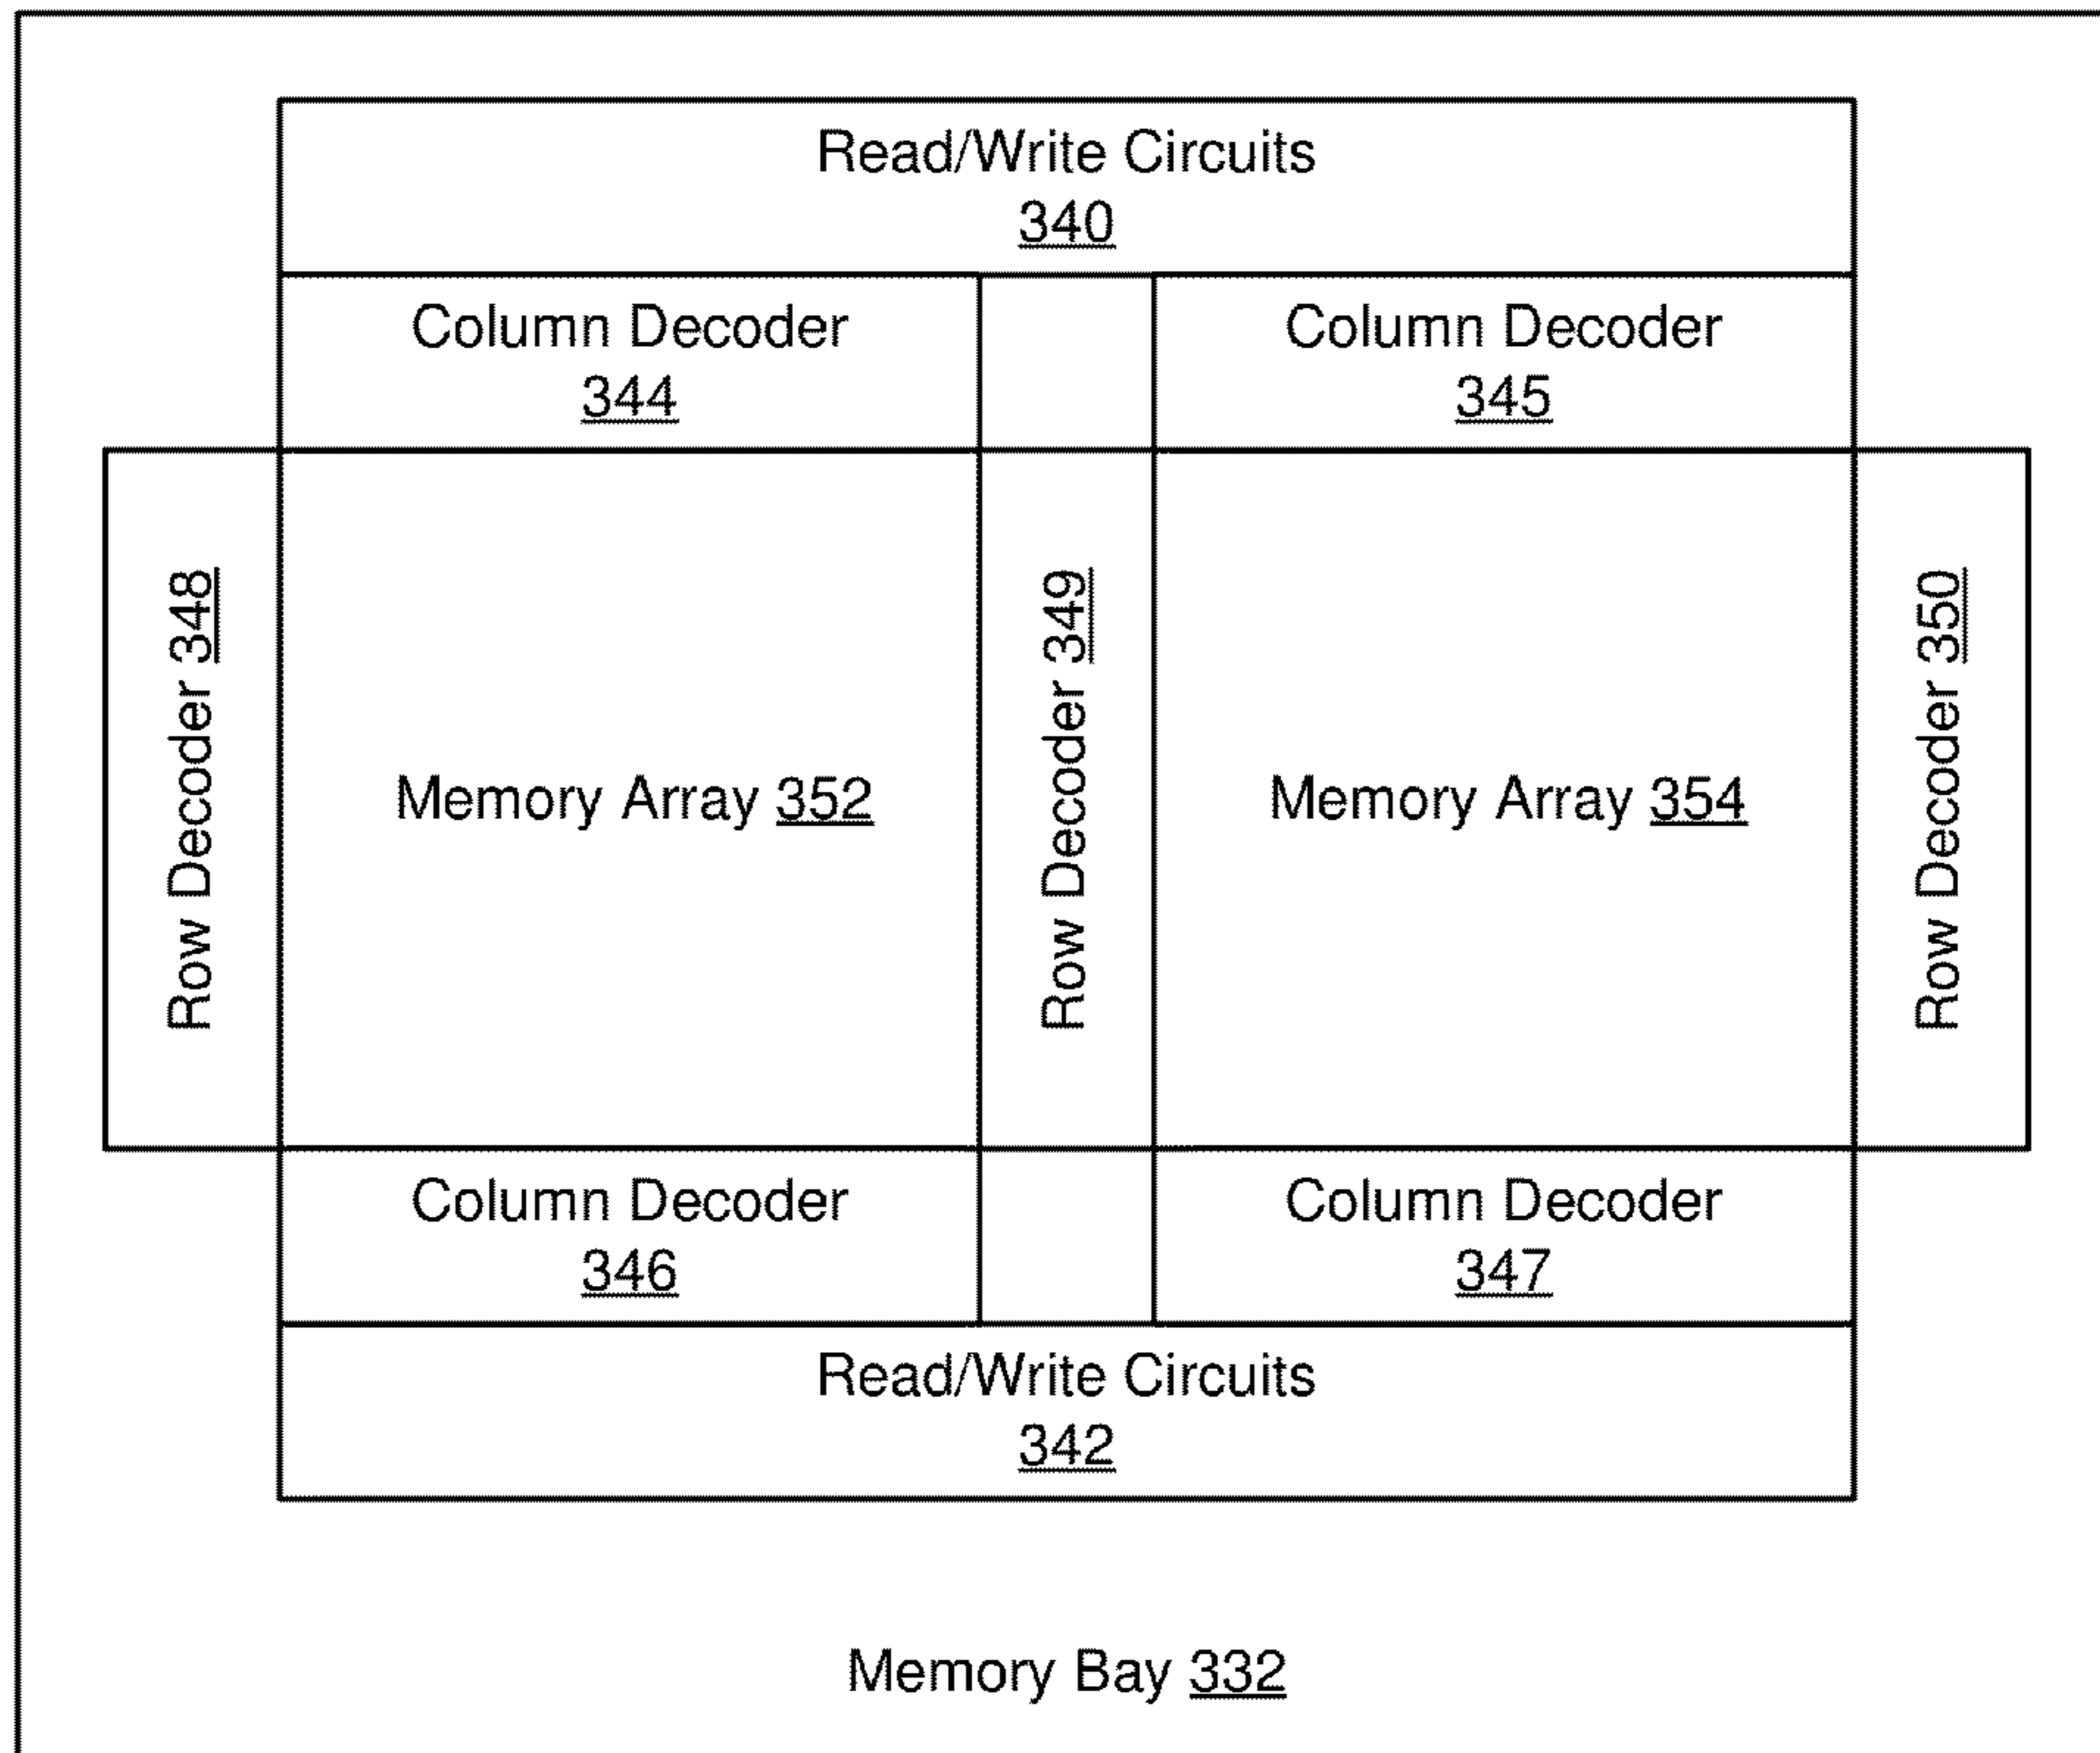 Read/Write Circuits
340
Column Decoder
344
Column Decoder
345
Row Decoder 348
Memory Array 352
Row Decoder 349
Memory Array 354
Row Decoder 350
Column Decoder
346
Column Decoder
347
Read/Write Circuits
342
Memory Bay 332